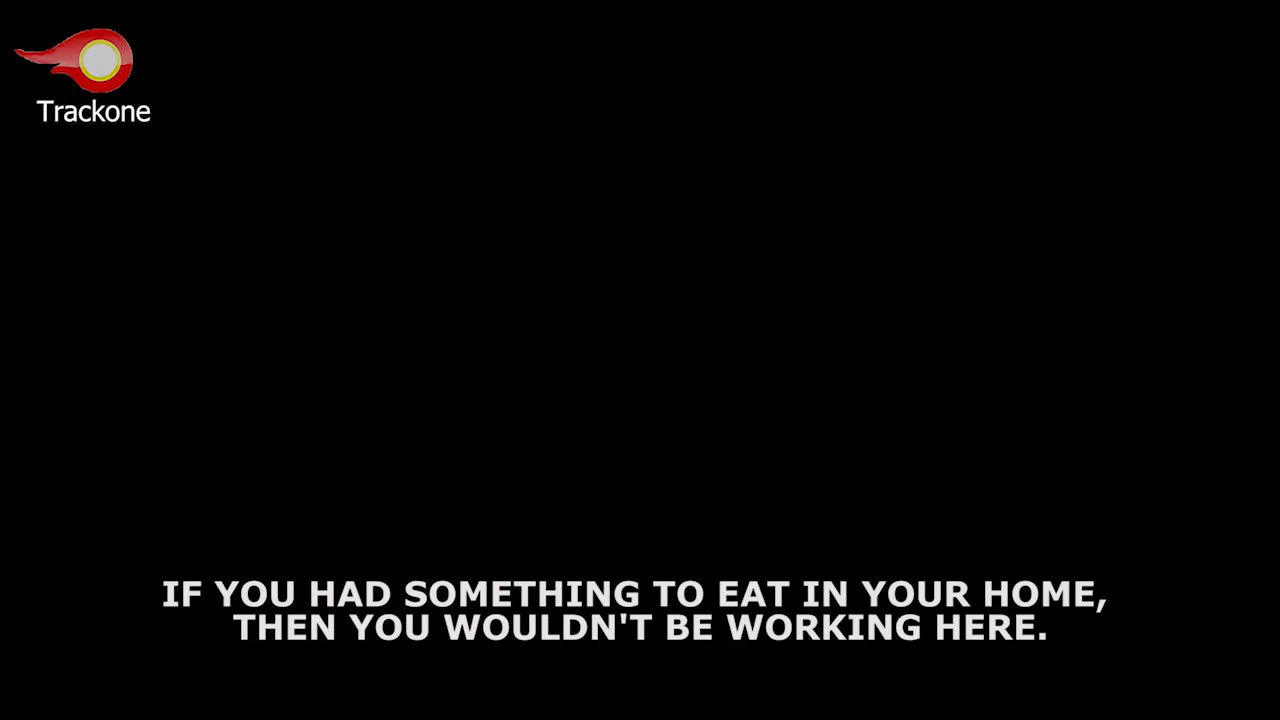 Trackone
IF YOU HAD SOMETHING TO EAT IN YOUR HOME,
THEN YOU WOULDN'T BE WORKING HERE.